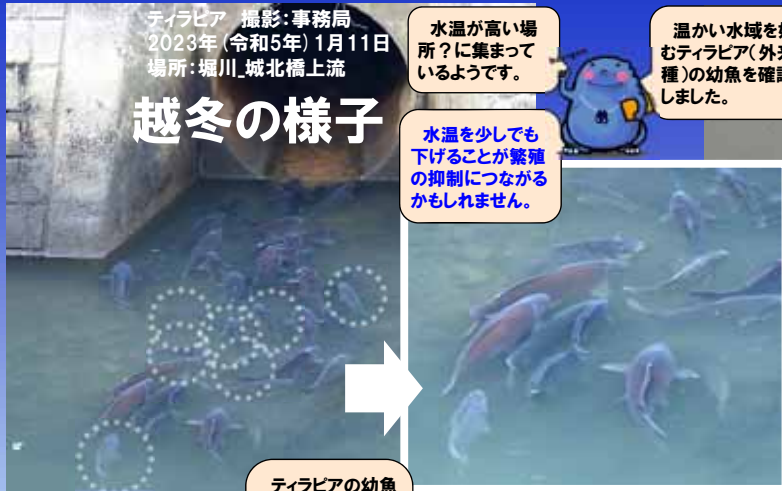 ティラピア 撮影:事務局
2023年(令和5年)1月11日
場所:堀川_城北橋上流
越冬の様子
水温が高い場
所?に集まって
いるようです。
温かい水域を
むティラピア(外
種)の幼魚を確
しました。
水温を少しでも
下げることが繁殖
の抑制につながる
かもしれません。
ティラピアの幼魚